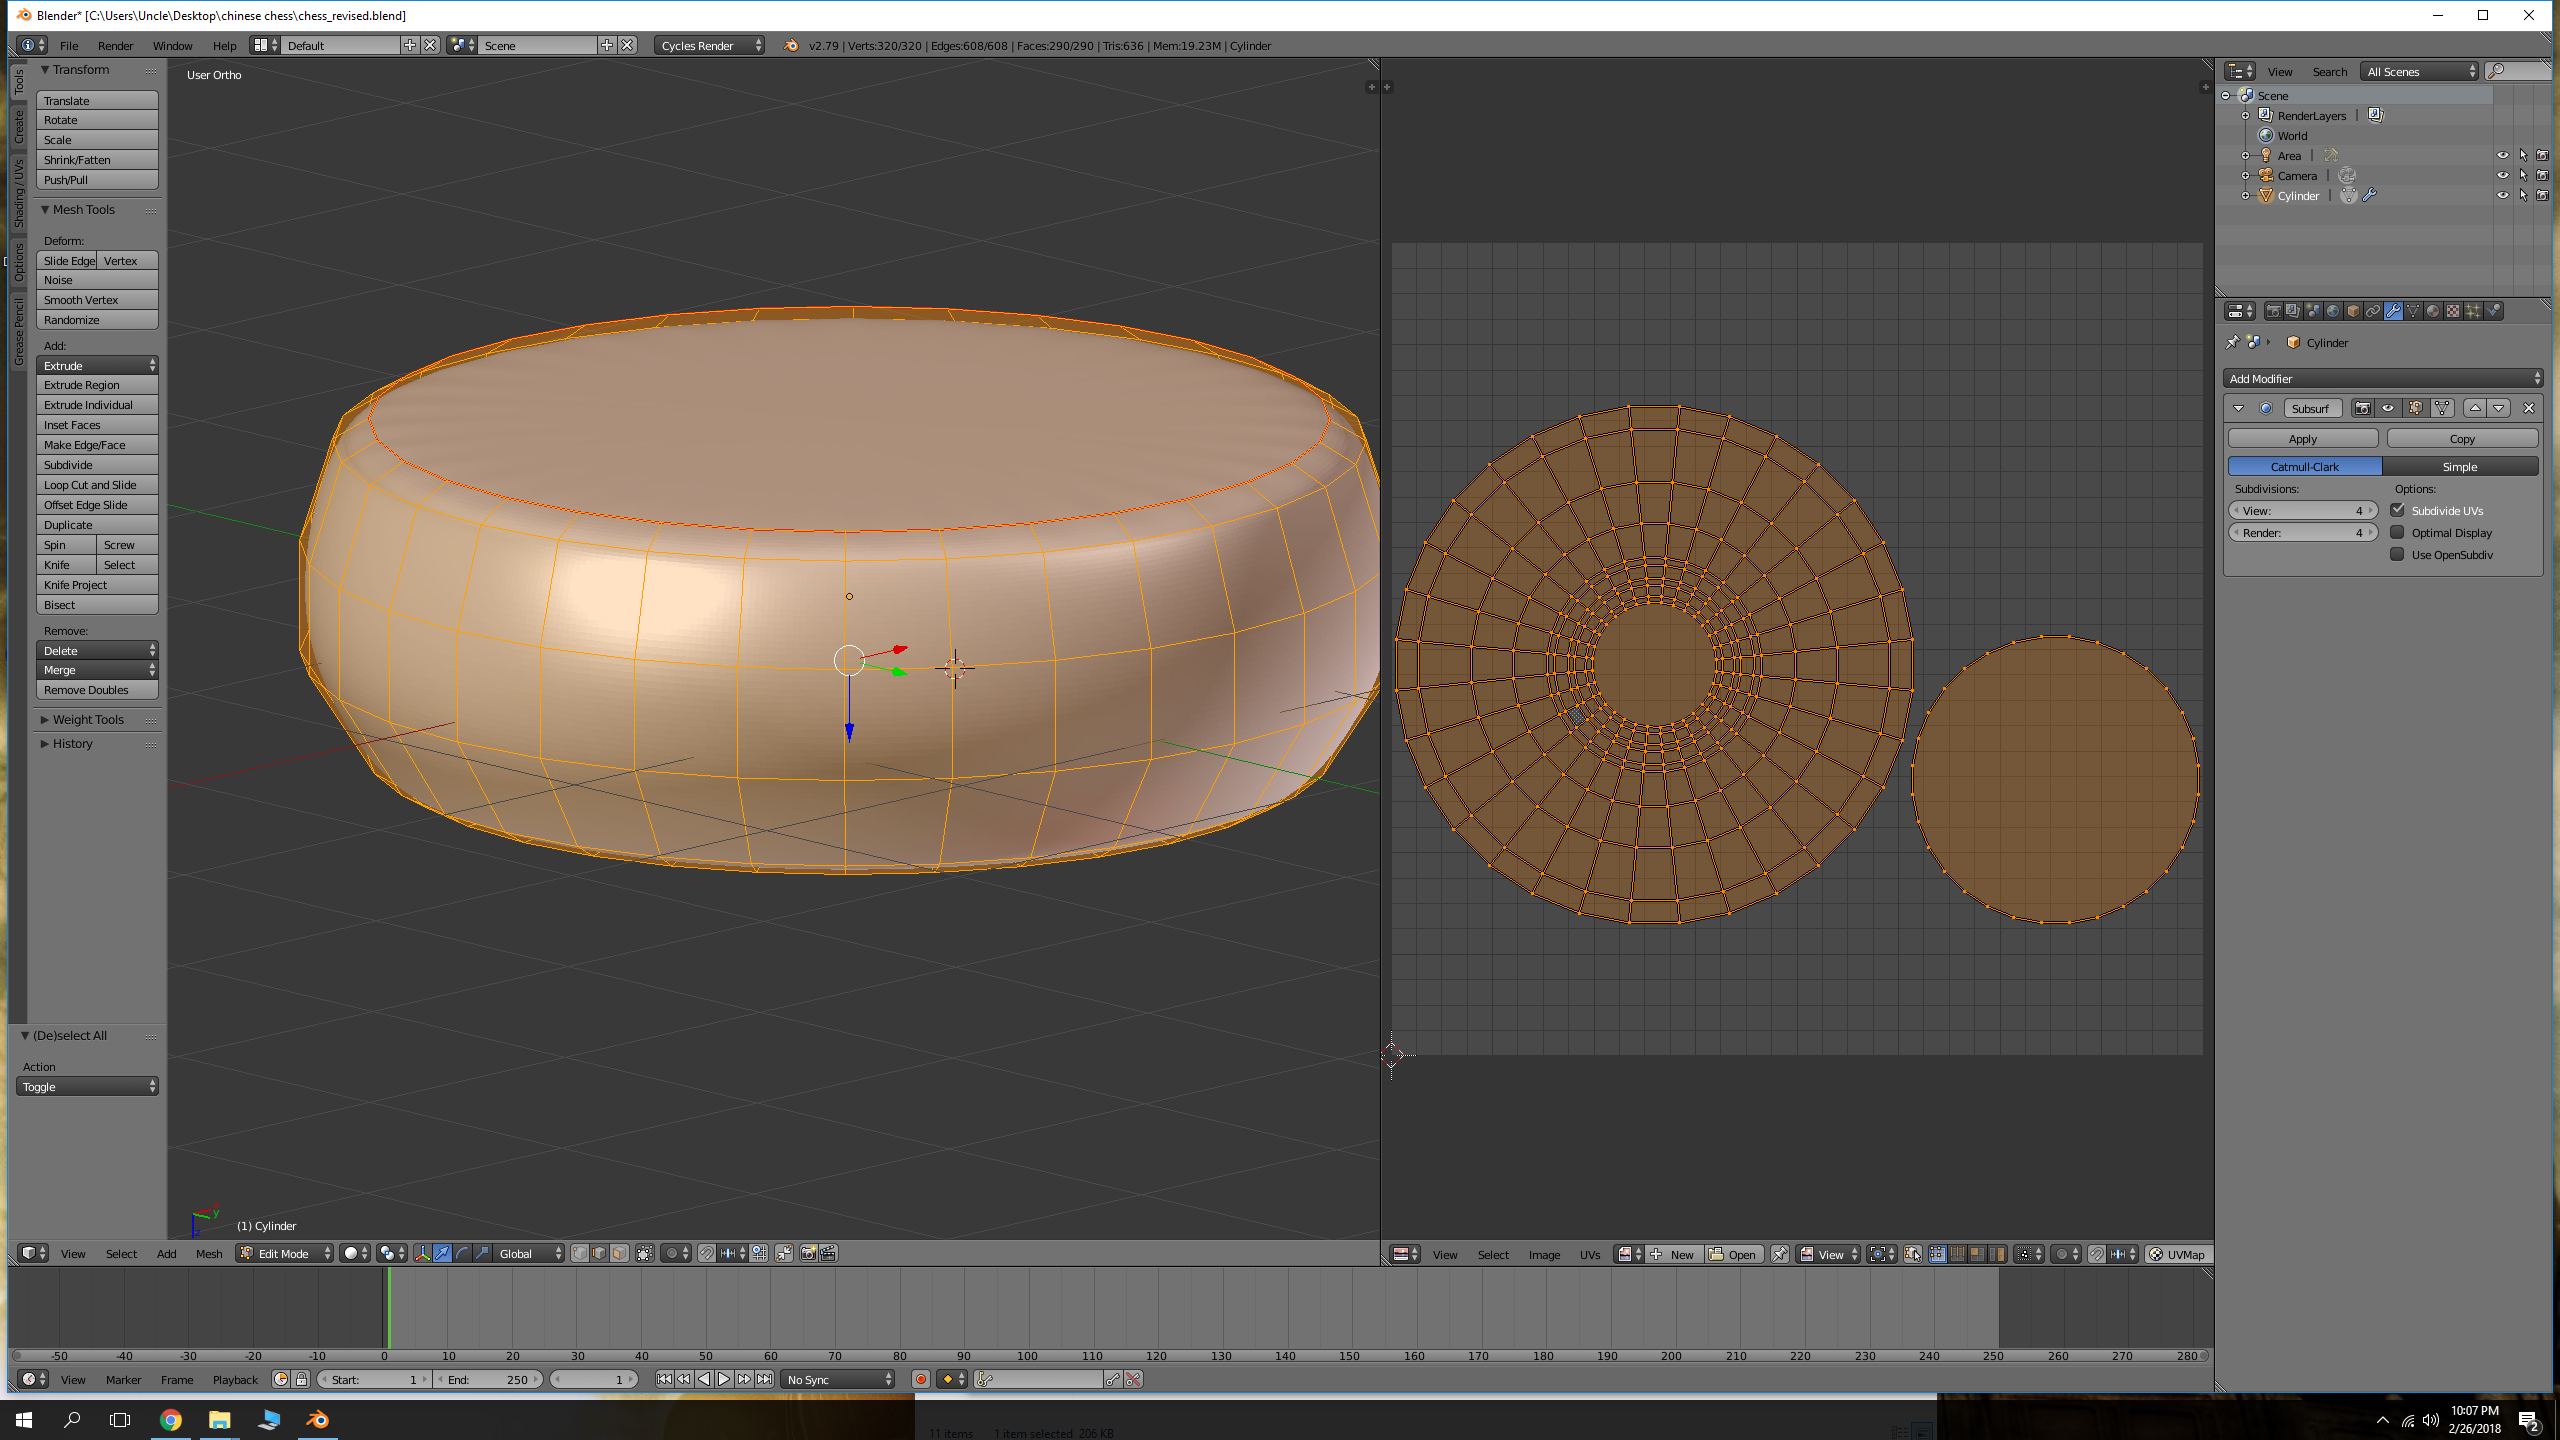 Blender* [C:\Users\Uncle\Desktop\chinese chess\chess_revised.blend]
File Render Window Help Default Scene Cycles Render v2.79 | Verts:320/320 | Edges:608/608 | Faces:290/290 | Tris:636 | Mem:19.23M | Cylinder
Tools
Create
Shading / UVs
Options
Grease Pencil
Transform
Translate
Rotate
Scale
Shrink/Fatten
Push/Pull
Mesh Tools
Deform:
Slide Edge Vertex
Noise
Smooth Vertex
Randomize
Add:
Extrude
Extrude Region
Extrude Individual
Inset Faces
Make Edge/Face
Subdivide
Loop Cut and Slide
Offset Edge Slide
Duplicate
Spin Screw
Knife Select
Knife Project
Bisect
Remove:
Delete
Merge
Remove Doubles
Weight Tools
History
(De)select All
Action
Toggle
User Ortho
(1) Cylinder
View Select Add Mesh Edit Mode Global
View Select Image UVs New Open View UVMap
View Search All Scenes
Scene
RenderLayers
World
Area
Camera
Cylinder
Cylinder
Add Modifier
Subsurf
Apply Copy
Catmull-Clark Simple
Subdivisions: Options:
View: 4 Subdivide UVs
Render: 4 Optimal Display
Use OpenSubdiv
-50 -40 -30 -20 -10 0 10 20 30 40 50 60 70 80 90 100 110 120 130 140 150 160 170 180 190 200 210 220 230 240 250 260 270 280
View Marker Frame Playback Start: 1 End: 250 1 No Sync
11 items 1 item selected 206 KB
10:07 PM
2/26/2018
2